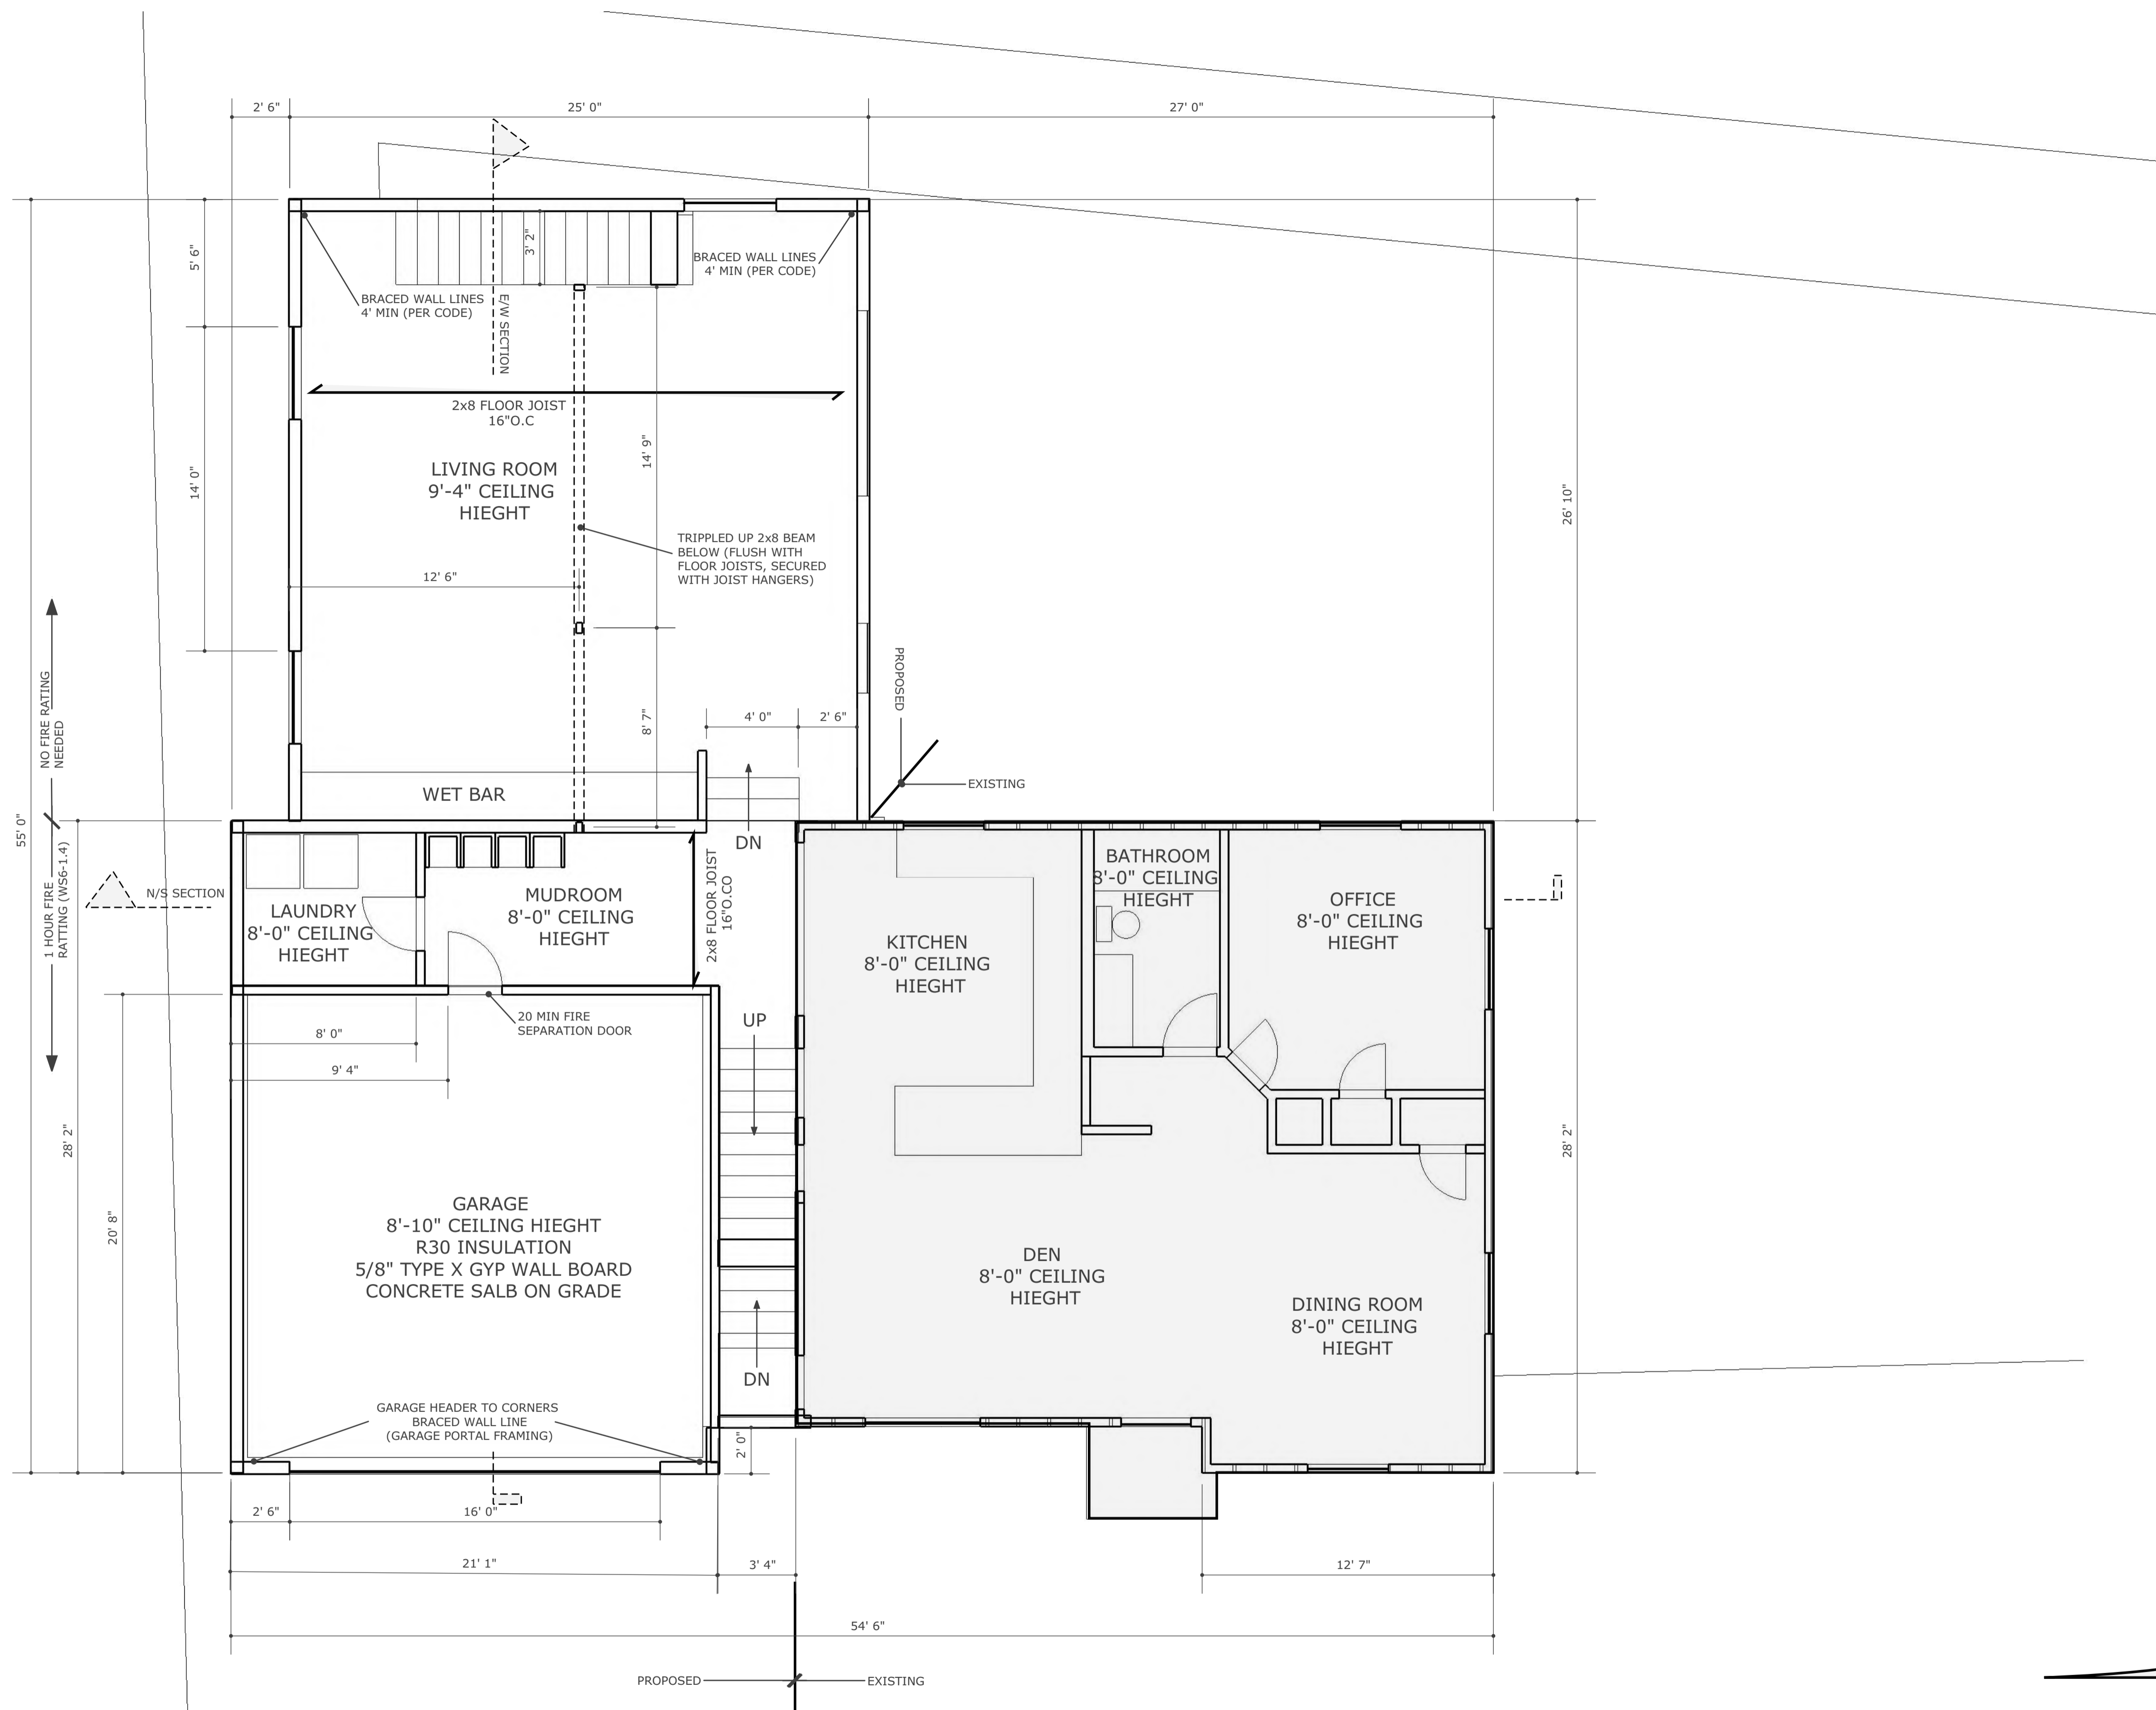 2' 6"
25' 0"
27' 0"
5' 6"
3' 2"
BRACED WALL LINES
4' MIN (PER CODE)
BRACED WALL LINES
4' MIN (PER CODE)
E/W SECTION
2x8 FLOOR JOIST
16"O.C
14' 9"
14' 0"
26' 10"
LIVING ROOM
9'-4" CEILING
HIEGHT
TRIPPLED UP 2x8 BEAM
BELOW (FLUSH WITH
FLOOR JOISTS, SECURED
WITH JOIST HANGERS)
12' 6"
PROPOSED
NO FIRE RATING
NEEDED
8' 7"
4' 0"
2' 6"
EXISTING
WET BAR
55' 0"
DN
1 HOUR FIRE
RATTING (WS6-1.4)
N/S SECTION
LAUNDRY
8'-0" CEILING
HIEGHT
MUDROOM
8'-0" CEILING
HIEGHT
2x8 FLOOR JOIST
16"O.CO
KITCHEN
8'-0" CEILING
HIEGHT
BATHROOM
8'-0" CEILING
HIEGHT
OFFICE
8'-0" CEILING
HIEGHT
20 MIN FIRE
SEPARATION DOOR
UP
8' 0"
9' 4"
28' 2"
28' 2"
20' 8"
GARAGE
8'-10" CEILING HIEGHT
R30 INSULATION
5/8" TYPE X GYP WALL BOARD
CONCRETE SALB ON GRADE
DEN
8'-0" CEILING
HIEGHT
DINING ROOM
8'-0" CEILING
HIEGHT
DN
GARAGE HEADER TO CORNERS
BRACED WALL LINE
(GARAGE PORTAL FRAMING)
2' 0"
2' 6"
16' 0"
21' 1"
3' 4"
12' 7"
54' 6"
PROPOSED
EXISTING